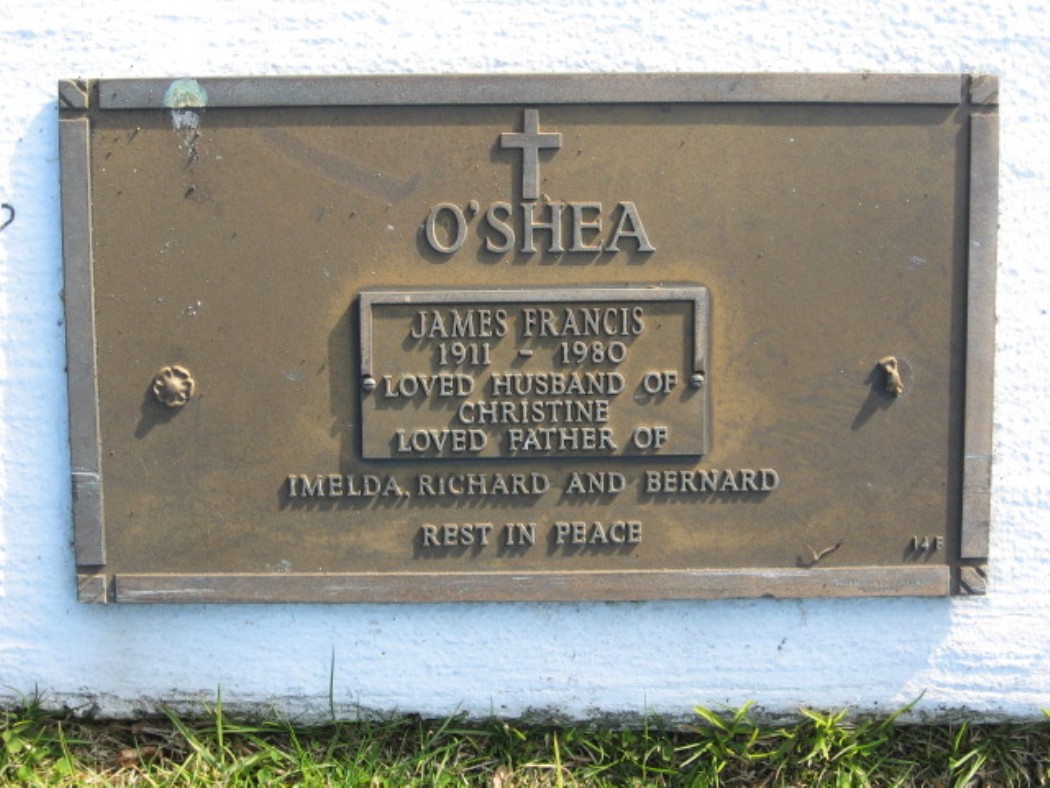 O'SHEA
JAMES FRANCIS
1911 - 1980
LOVED HUSBAND OF
CHRISTINE
LOVED FATHER OF
IMELDA, RICHARD AND BERNARD
REST IN PEACE
14F